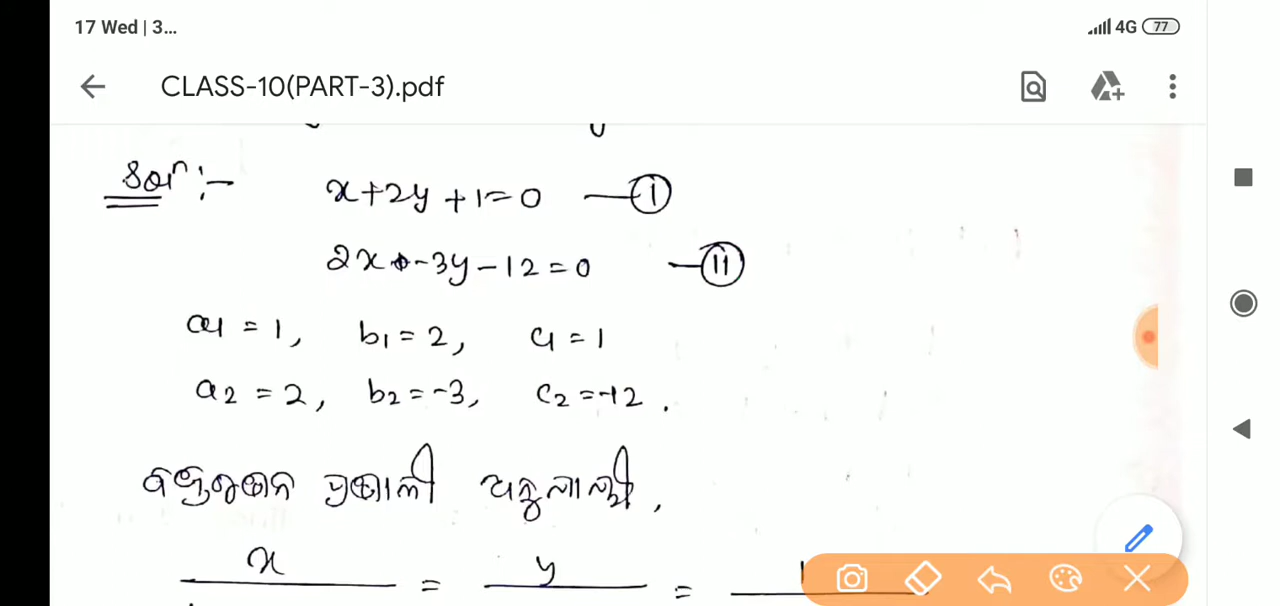 17 Wed | 3...
4G 77
CLASS-10(PART-3).pdf
Soln:-
x+2y+1=0 —(i)
2x-3y-12=0 —(ii)
a1 = 1, b1 = 2, c1 = 1
a2 = 2, b2 = -3, c2 = -12.
ବଜ୍ରଗୁଣନ ପ୍ରଣାଳୀ ଅନୁଯାୟୀ,
x = y =